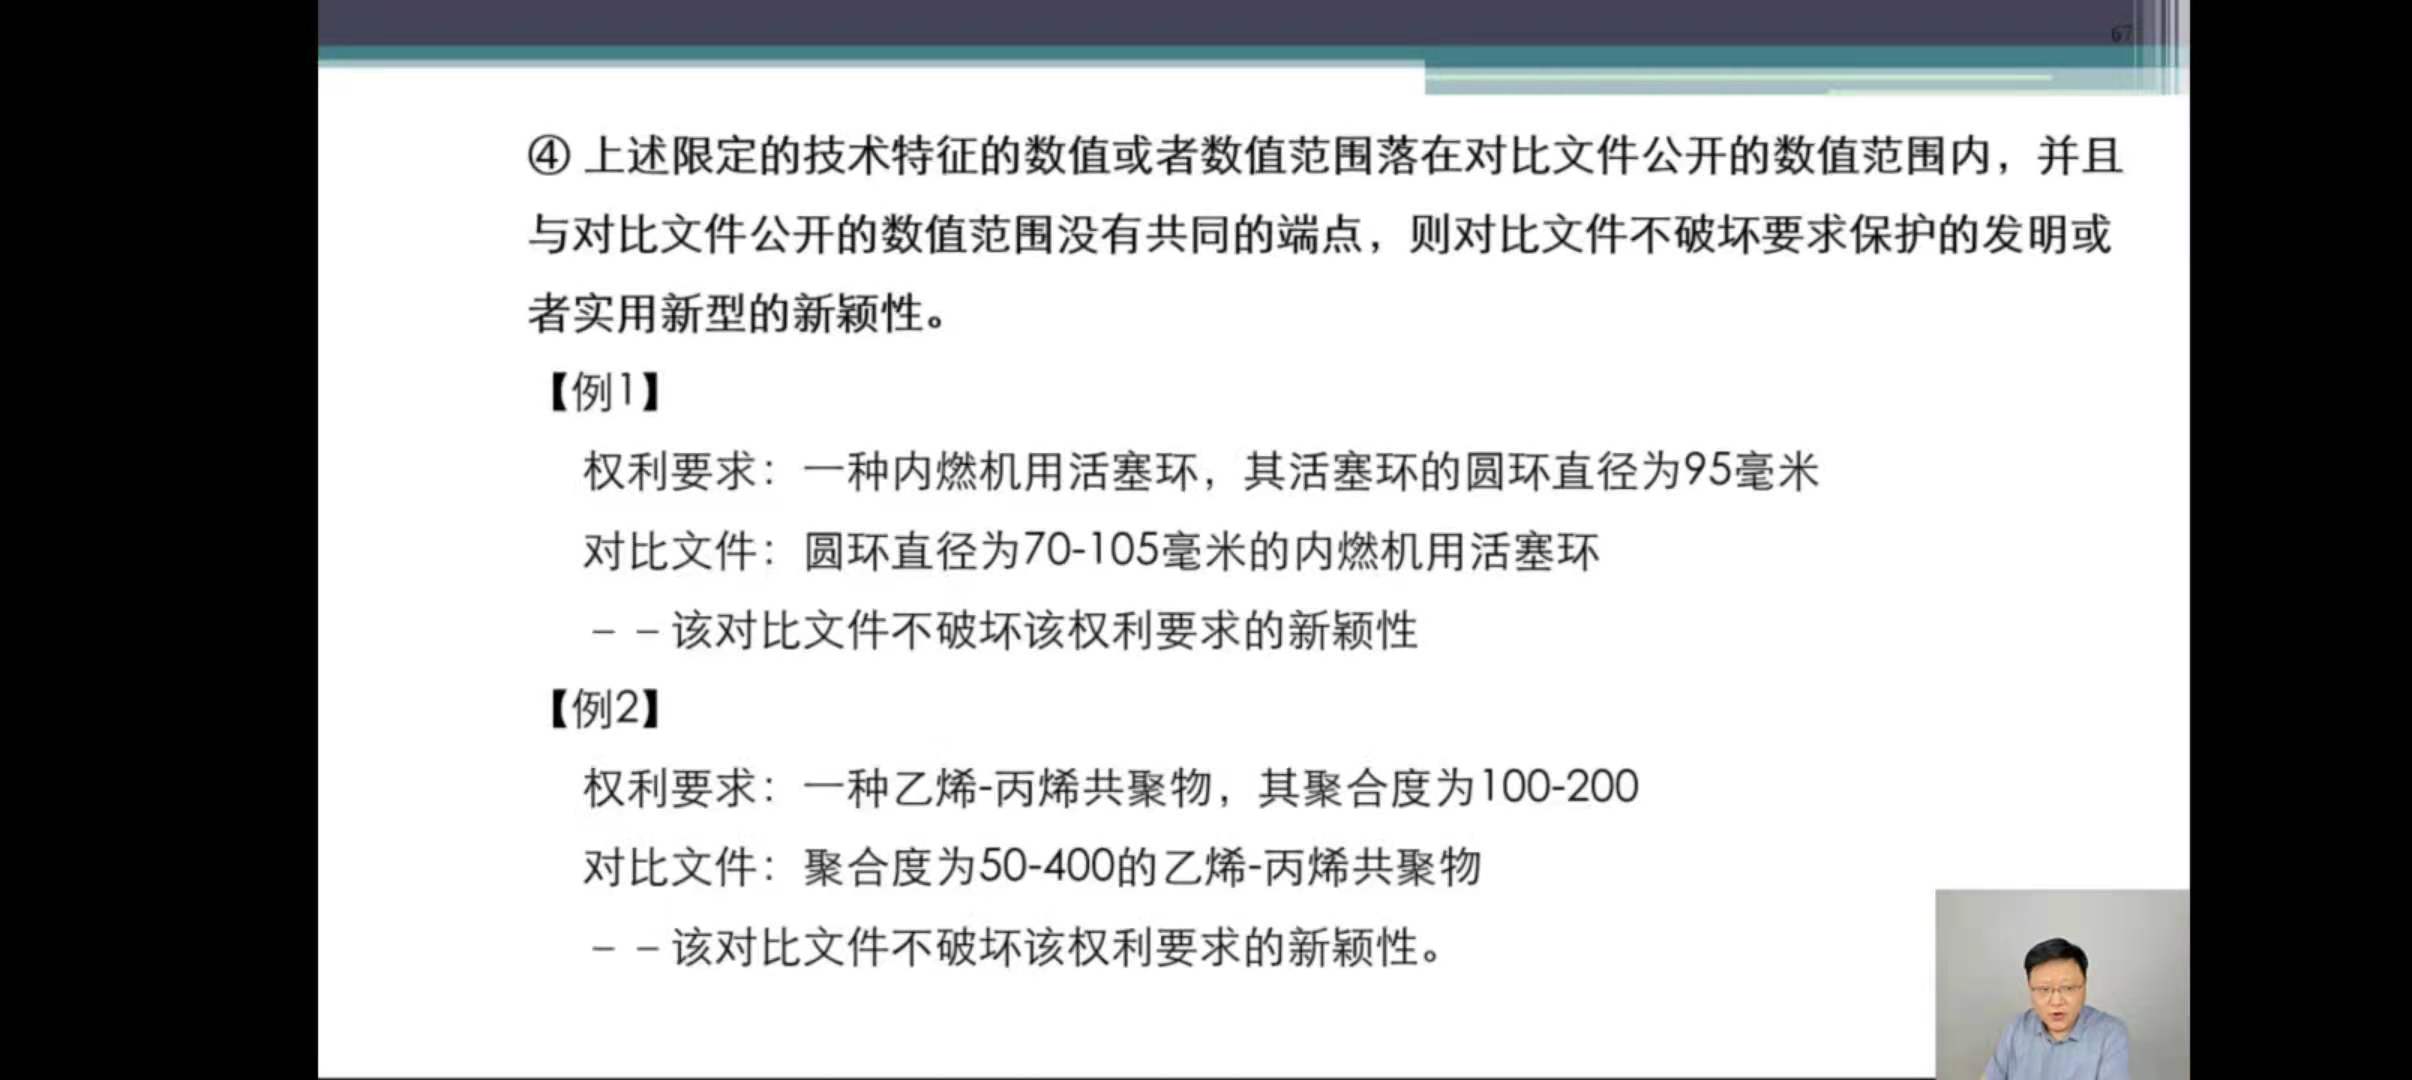 67
④ 上述限定的技术特征的数值或者数值范围落在对比文件公开的数值范围内，并且
与对比文件公开的数值范围没有共同的端点，则对比文件不破坏要求保护的发明或
者实用新型的新颖性。
【例1】
权利要求：一种内燃机用活塞环，其活塞环的圆环直径为95毫米
对比文件：圆环直径为70-105毫米的内燃机用活塞环
－－该对比文件不破坏该权利要求的新颖性
【例2】
权利要求：一种乙烯-丙烯共聚物，其聚合度为100-200
对比文件：聚合度为50-400的乙烯-丙烯共聚物
－－该对比文件不破坏该权利要求的新颖性。